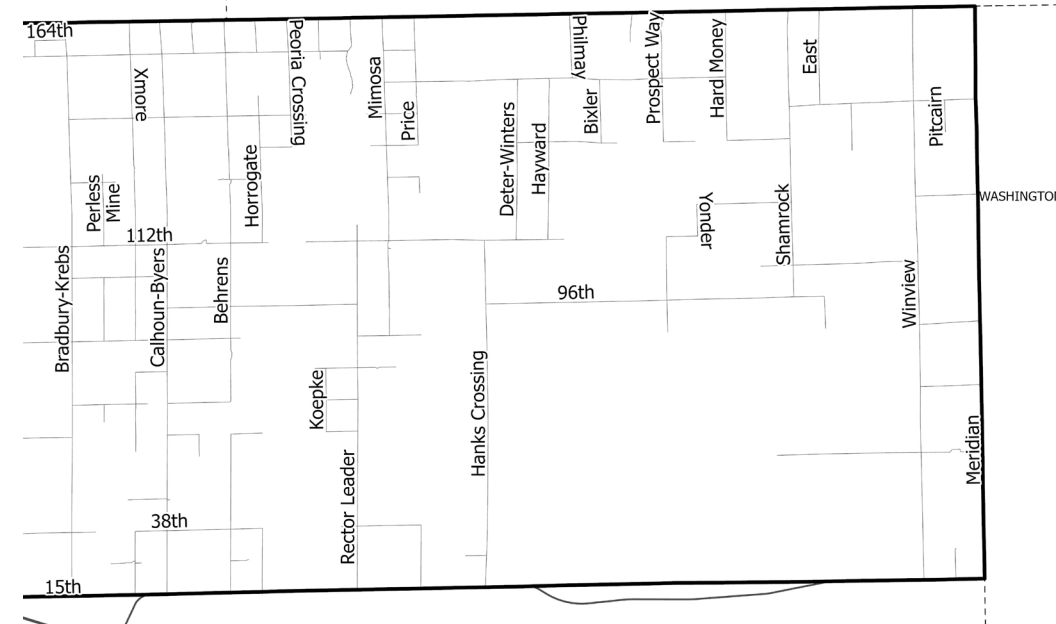 164th
Xmore
Peoria Crossing
Mimosa
Price
Philmay
Bixler
Prospect Way
Hard Money
East
Pitcairn
Perless
Mine
Horrogate
Deter-Winters
Hayward
Yonder
Shamrock
WASHINGTON
112th
Bradbury-Krebs
Calhoun-Byers
Behrens
96th
Winview
Koepke
Hanks Crossing
Rector Leader
Meridian
38th
15th